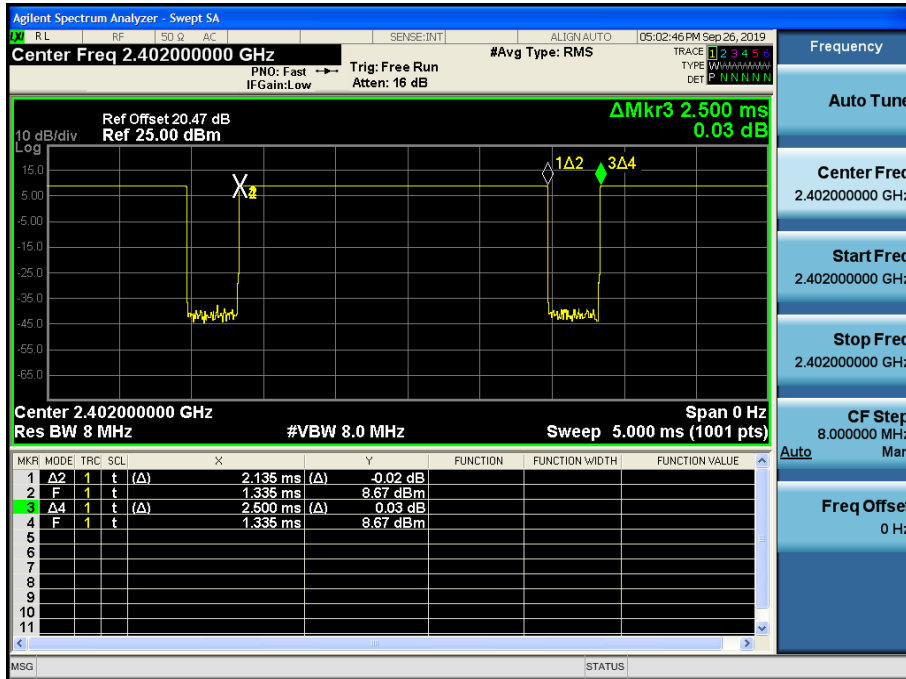 Agilent Spectrum Analyzer - Swept SA
LXI RL RF 50 Ω AC SENSE:INT ALIGN AUTO 05:02:46 PM Sep 26, 2019
Center Freq 2.402000000 GHz
PNO: Fast
IFGain:Low
Trig: Free Run
Atten: 16 dB
#Avg Type: RMS
TRACE 1 2 3 4 5 6
TYPE WWWWWW
DET P N N N N N
Ref Offset 20.47 dB
10 dB/div Ref 25.00 dBm
Log
ΔMkr3 2.500 ms
0.03 dB
15.0
5.00
-5.00
-15.0
-25.0
-35.0
-45.0
-55.0
-65.0
X
1Δ2
3Δ4
Center 2.402000000 GHz Span 0 Hz
Res BW 8 MHz #VBW 8.0 MHz Sweep 5.000 ms (1001 pts)
MKR MODE TRC SCL X Y FUNCTION FUNCTION WIDTH FUNCTION VALUE
1 Δ2 1 t (Δ) 2.135 ms (Δ) -0.02 dB
2 F 1 t 1.335 ms 8.67 dBm
3 Δ4 1 t (Δ) 2.500 ms (Δ) 0.03 dB
4 F 1 t 1.335 ms 8.67 dBm
5
6
7
8
9
10
11
MSG STATUS
Frequency
Auto Tune
Center Freq
2.402000000 GHz
Start Freq
2.402000000 GHz
Stop Freq
2.402000000 GHz
CF Step
8.000000 MHz
Auto Man
Freq Offset
0 Hz